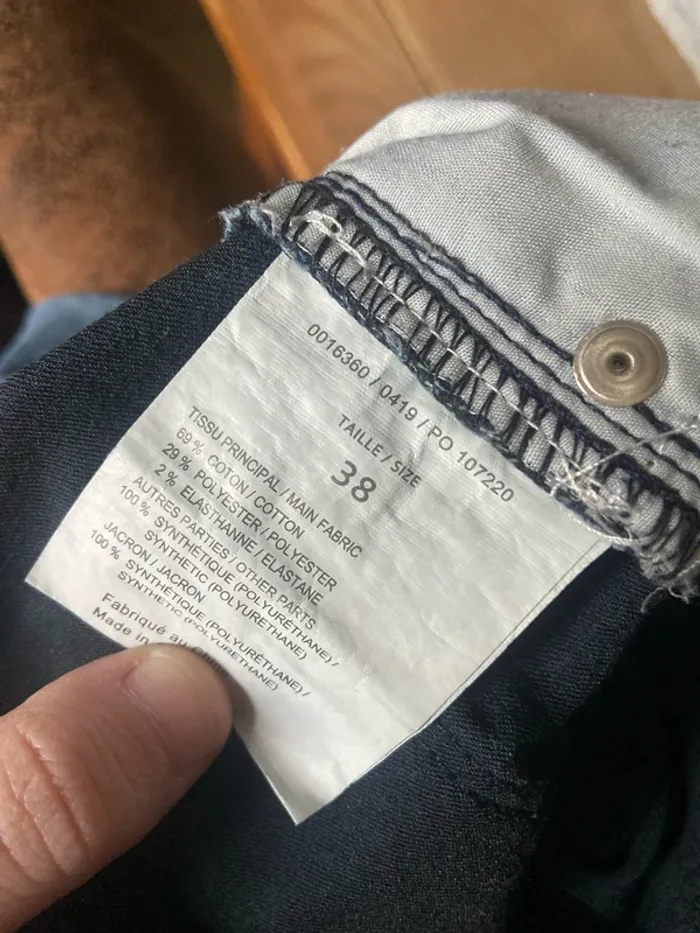 0016360 / 0419 / PO 107220
TAILLE / SIZE
38
TISSU PRINCIPAL / MAIN FABRIC
69 % COTON / COTTON
29 % POLYESTER / POLYESTER
2 % ELASTHANNE / ELASTANE
AUTRES PARTIES / OTHER PARTS
100 % SYNTHÉTIQUE (POLYURÉTHANE) /
SYNTHETIC (POLYURETHANE)
JACRON / JACRON
100 % SYNTHÉTIQUE (POLYURÉTHANE) /
SYNTHETIC (POLYURETHANE)
Fabriqué au
Made in